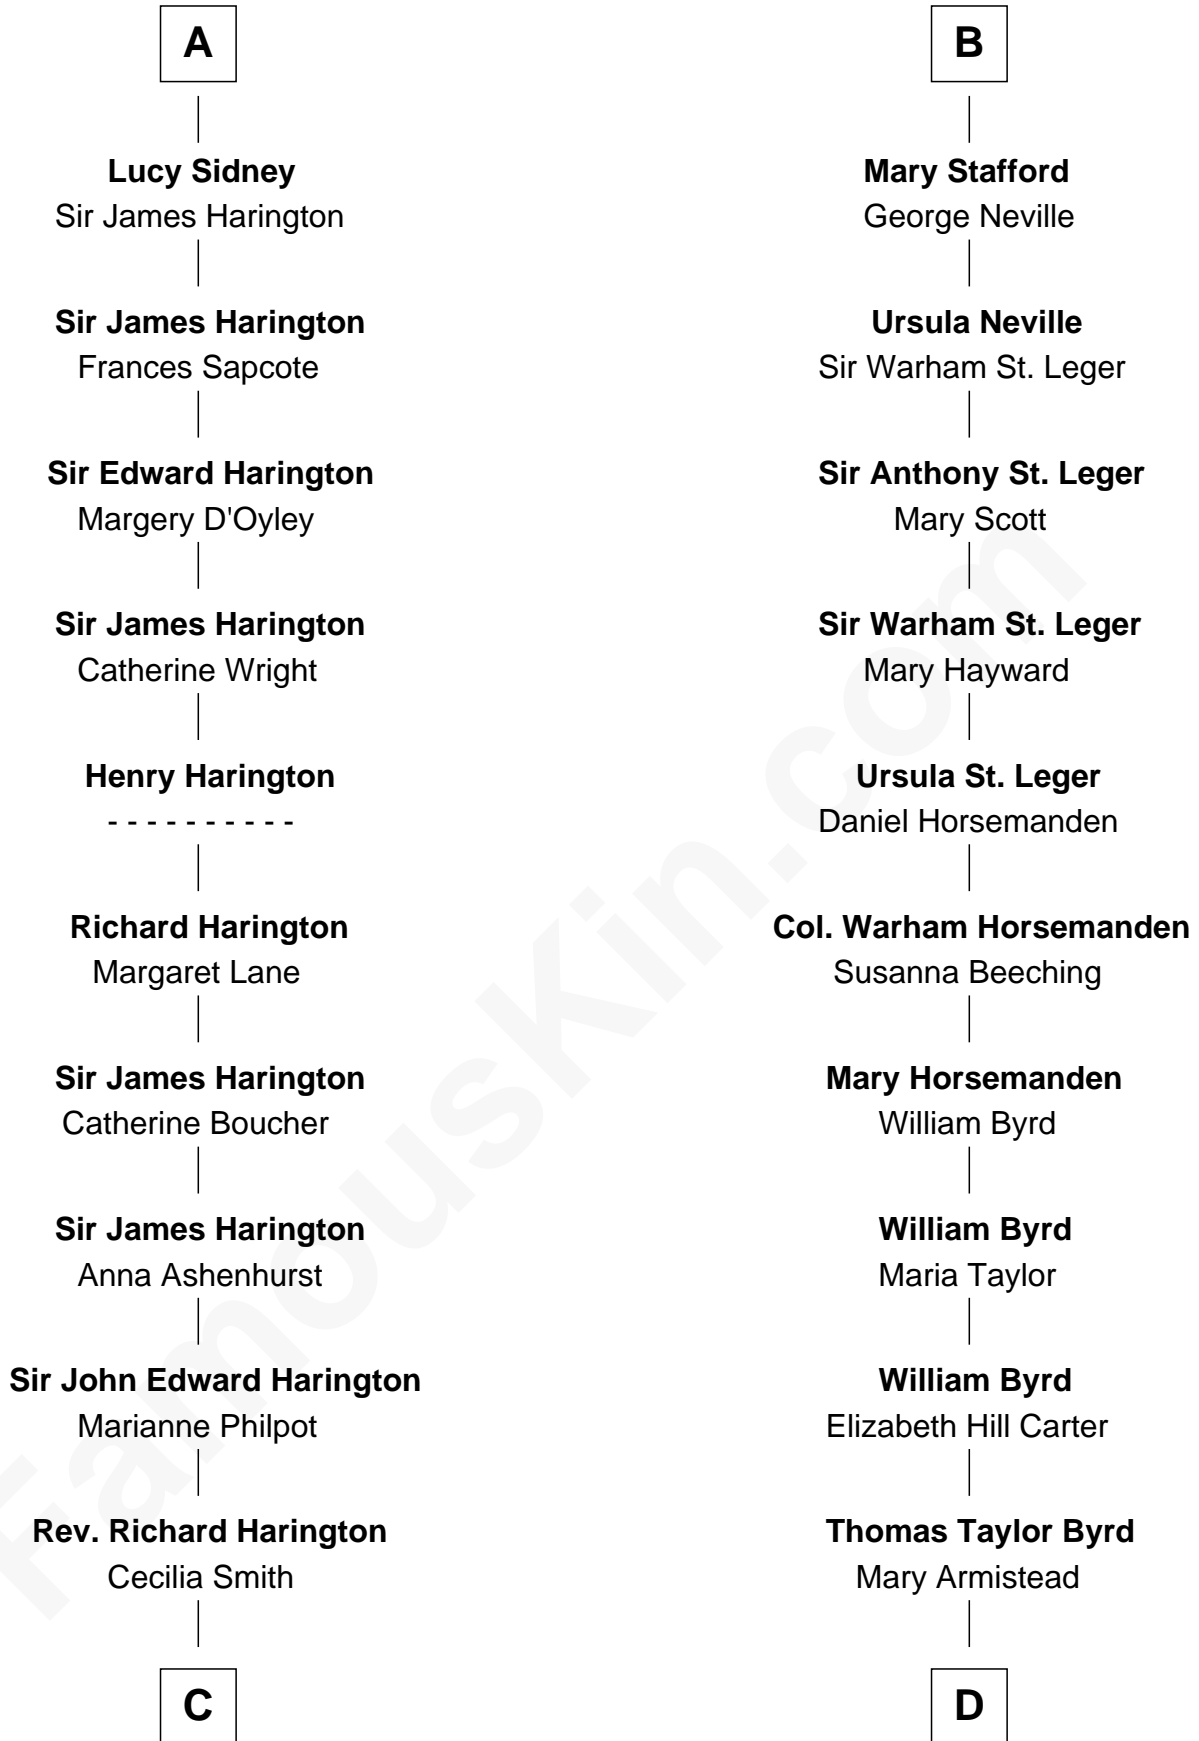 A
Lucy Sidney
Sir James Harington
Sir James Harington
Frances Sapcote
Sir Edward Harington
Margery D'Oyley
Sir James Harington
Catherine Wright
Henry Harington
- - - - - - - - - -
Richard Harington
Margaret Lane
Sir James Harington
Catherine Boucher
Sir James Harington
Anna Ashenhurst
Sir John Edward Harington
Marianne Philpot
Rev. Richard Harington
Cecilia Smith
C
B
Mary Stafford
George Neville
Ursula Neville
Sir Warham St. Leger
Sir Anthony St. Leger
Mary Scott
Sir Warham St. Leger
Mary Hayward
Ursula St. Leger
Daniel Horsemanden
Col. Warham Horsemanden
Susanna Beeching
Mary Horsemanden
William Byrd
William Byrd
Maria Taylor
William Byrd
Elizabeth Hill Carter
Thomas Taylor Byrd
Mary Armistead
D
FamousKin.com